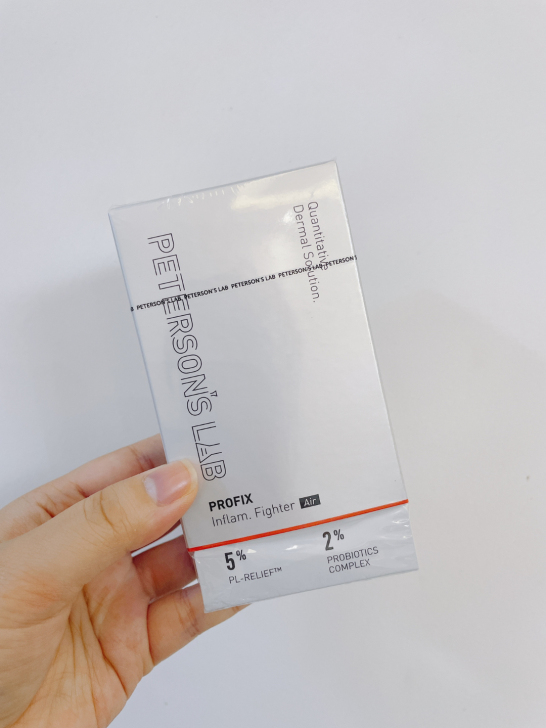 PETERSON'S LAB
Quantitative
Dermal Solution.
PETERSON'S LAB PETERSON'S LAB PETERSON'S LAB PETERSON'S LAB PETERSON'S
PROFIX
Inflam. Fighter Air
5%
PL-RELIEF™
2%
PROBIOTICS
COMPLEX